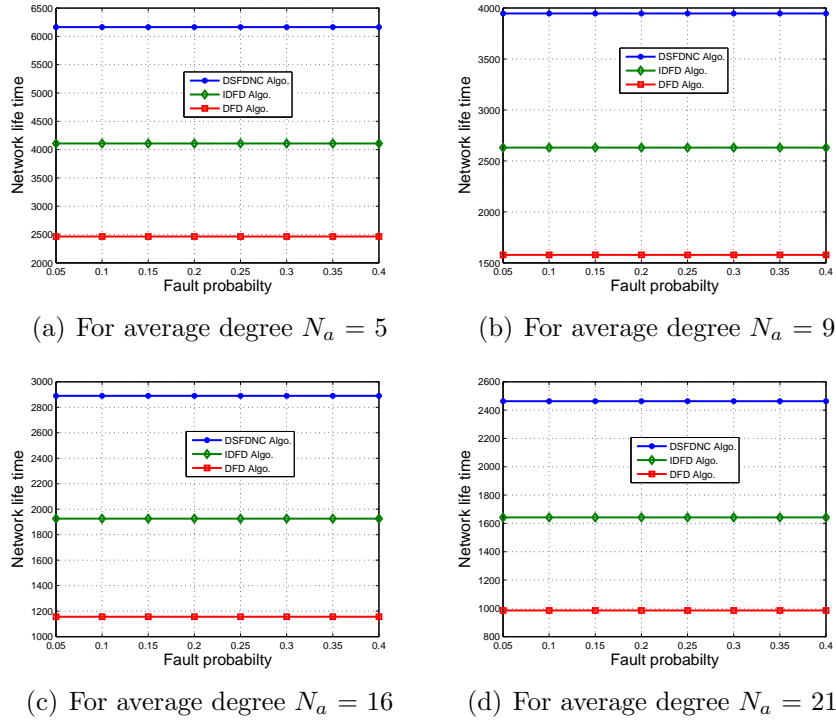 6500
6000
5500
5000
4500
4000
3500
3000
2500
2000
Network life time
DSFDNC Algo.
IDFD Algo.
DFD Algo.
0.05 0.1 0.15 0.2 0.25 0.3 0.35 0.4
Fault probabilty
(a) For average degree Nₐ = 5
4000
3500
3000
2500
2000
1500
Network life time
DSFDNC Algo.
IDFD Algo.
DFD Algo.
0.05 0.1 0.15 0.2 0.25 0.3 0.35 0.4
Fault probabilty
(b) For average degree Nₐ = 9
3000
2800
2600
2400
2200
2000
1800
1600
1400
1200
1000
Network life time
DSFDNC Algo.
IDFD Algo.
DFD Algo.
0.05 0.1 0.15 0.2 0.25 0.3 0.35 0.4
Fault probabilty
(c) For average degree Nₐ = 16
2600
2400
2200
2000
1800
1600
1400
1200
1000
800
Network life time
DSFDNC Algo.
IDFD Algo.
DFD Algo.
0.05 0.1 0.15 0.2 0.25 0.3 0.35 0.4
Fault probabilty
(d) For average degree Nₐ = 21